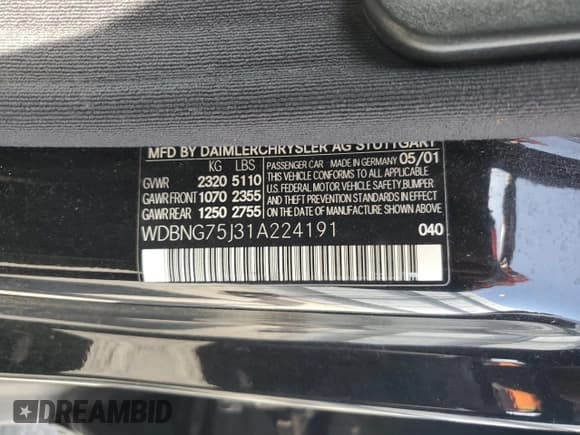 MFD BY DAIMLERCHRYSLER AG STUTTGART
KG LBS
GVWR 2320 5110
GAWR FRONT 1070 2355
GAWR REAR 1250 2755
PASSENGER CAR MADE IN GERMANY 05/01
THIS VEHICLE CONFORMS TO ALL APPLICABLE
U.S. FEDERAL MOTOR VEHICLE SAFETY, BUMPER
AND THEFT PREVENTION STANDARDS IN EFFECT
ON THE DATE OF MANUFACTURE SHOWN ABOVE.
WDBNG75J31A224191 040
DREAMBID